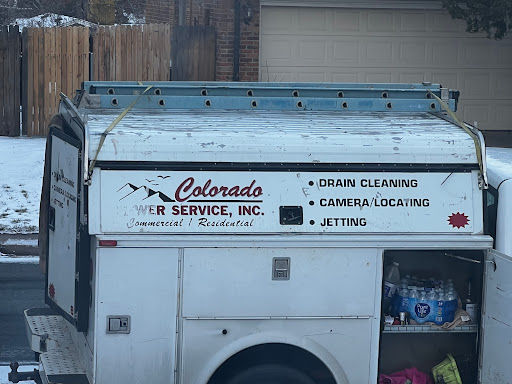 Colorado
WER SERVICE, INC.
Commercial / Residential
• DRAIN CLEANING
• CAMERA/LOCATING
• JETTING